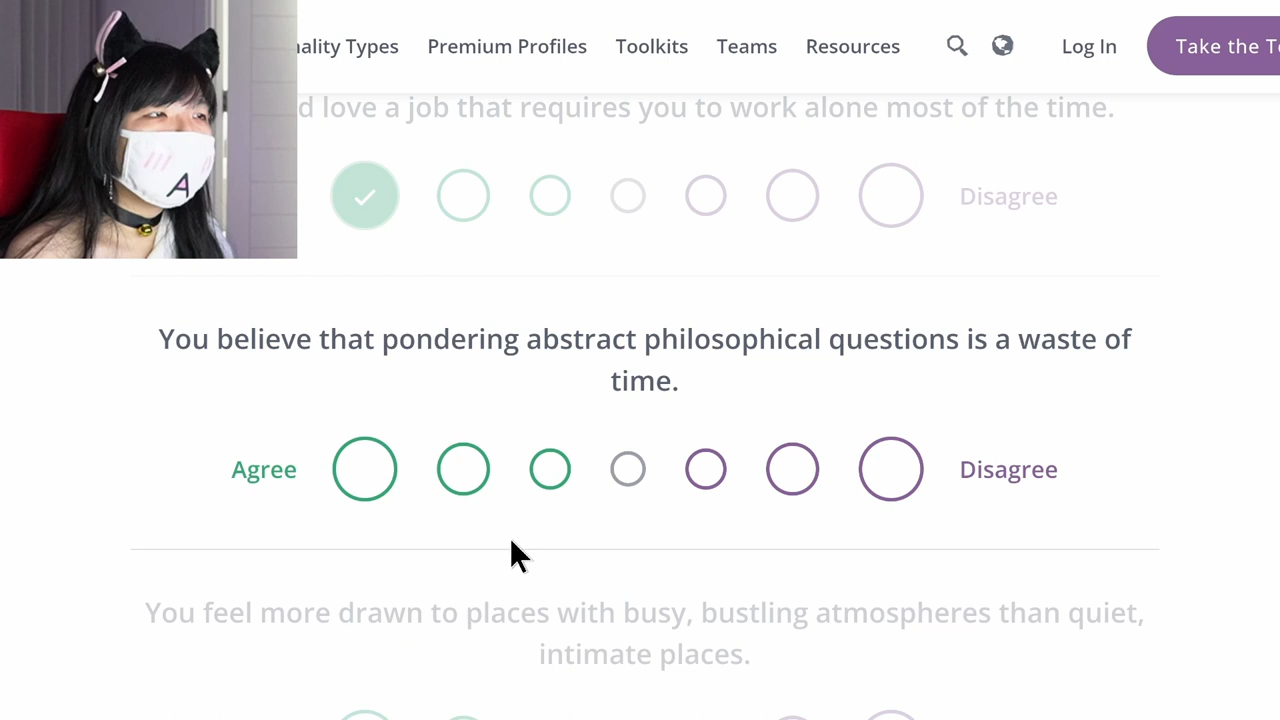 nality Types Premium Profiles Toolkits Teams Resources Log In Take the Te
d love a job that requires you to work alone most of the time.
Disagree
You believe that pondering abstract philosophical questions is a waste of
time.
Agree Disagree
You feel more drawn to places with busy, bustling atmospheres than quiet,
intimate places.
A